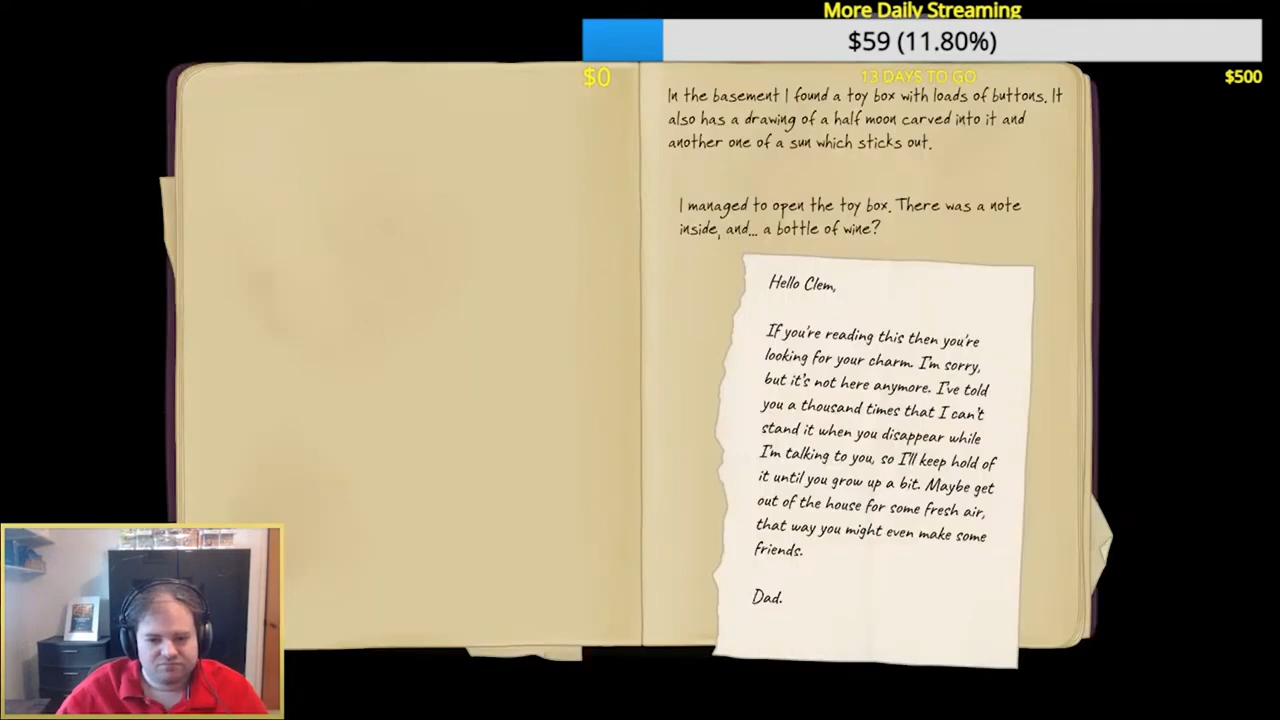 More Daily Streaming
$59 (11.80%)
$0
13 DAYS TO GO
$500
In the basement I found a toy box with loads of buttons. It
also has a drawing of a half moon carved into it and
another one of a sun which sticks out.
I managed to open the toy box. There was a note
inside, and... a bottle of wine?
Hello Clem,
If you're reading this then you're
looking for your charm. I'm sorry,
but it's not here anymore. I've told
you a thousand times that I can't
stand it when you disappear while
I'm talking to you, so I'll keep hold of
it until you grow up a bit. Maybe get
out of the house for some fresh air,
that way you might even make some
friends.
Dad.